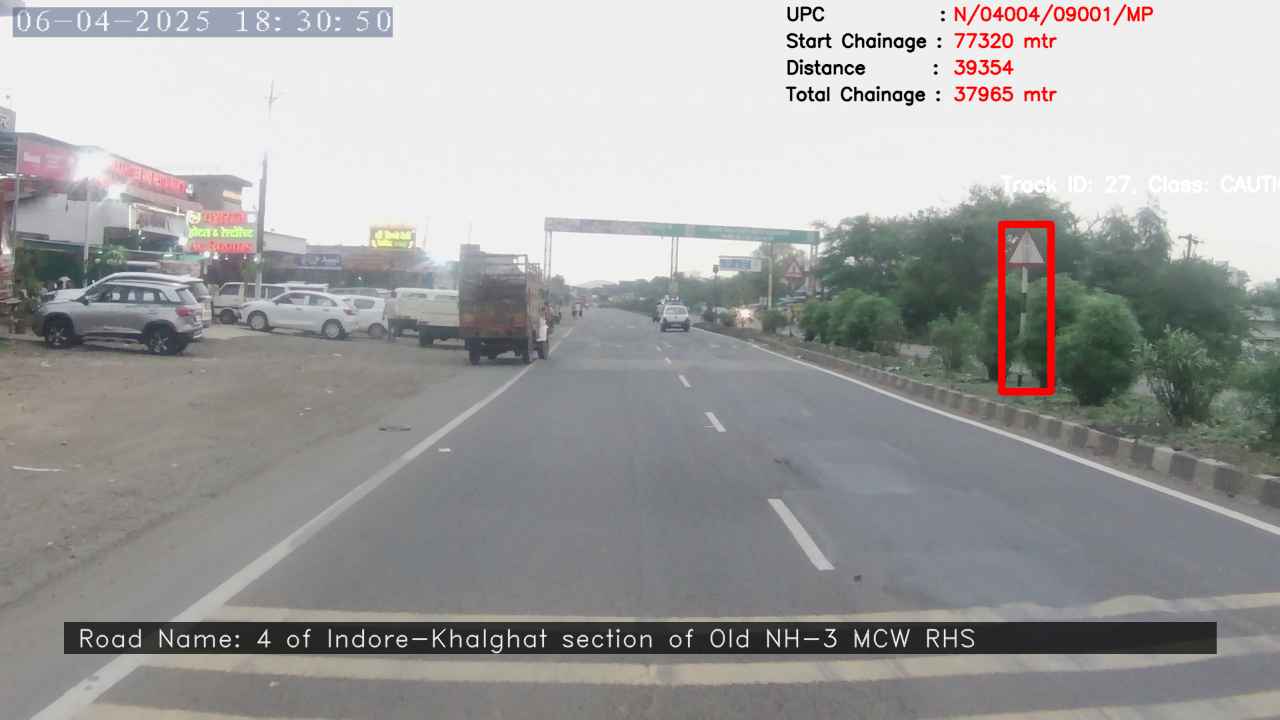 06-04-2025 18:30:50
UPC : N/04004/09001/MP
Start Chainage : 77320 mtr
Distance : 39354
Total Chainage : 37965 mtr
Track ID: 27, Class: CAUTI
होटल & रेस्टोरेंट
Road Name: 4 of Indore-Khalghat section of Old NH-3 MCW RHS